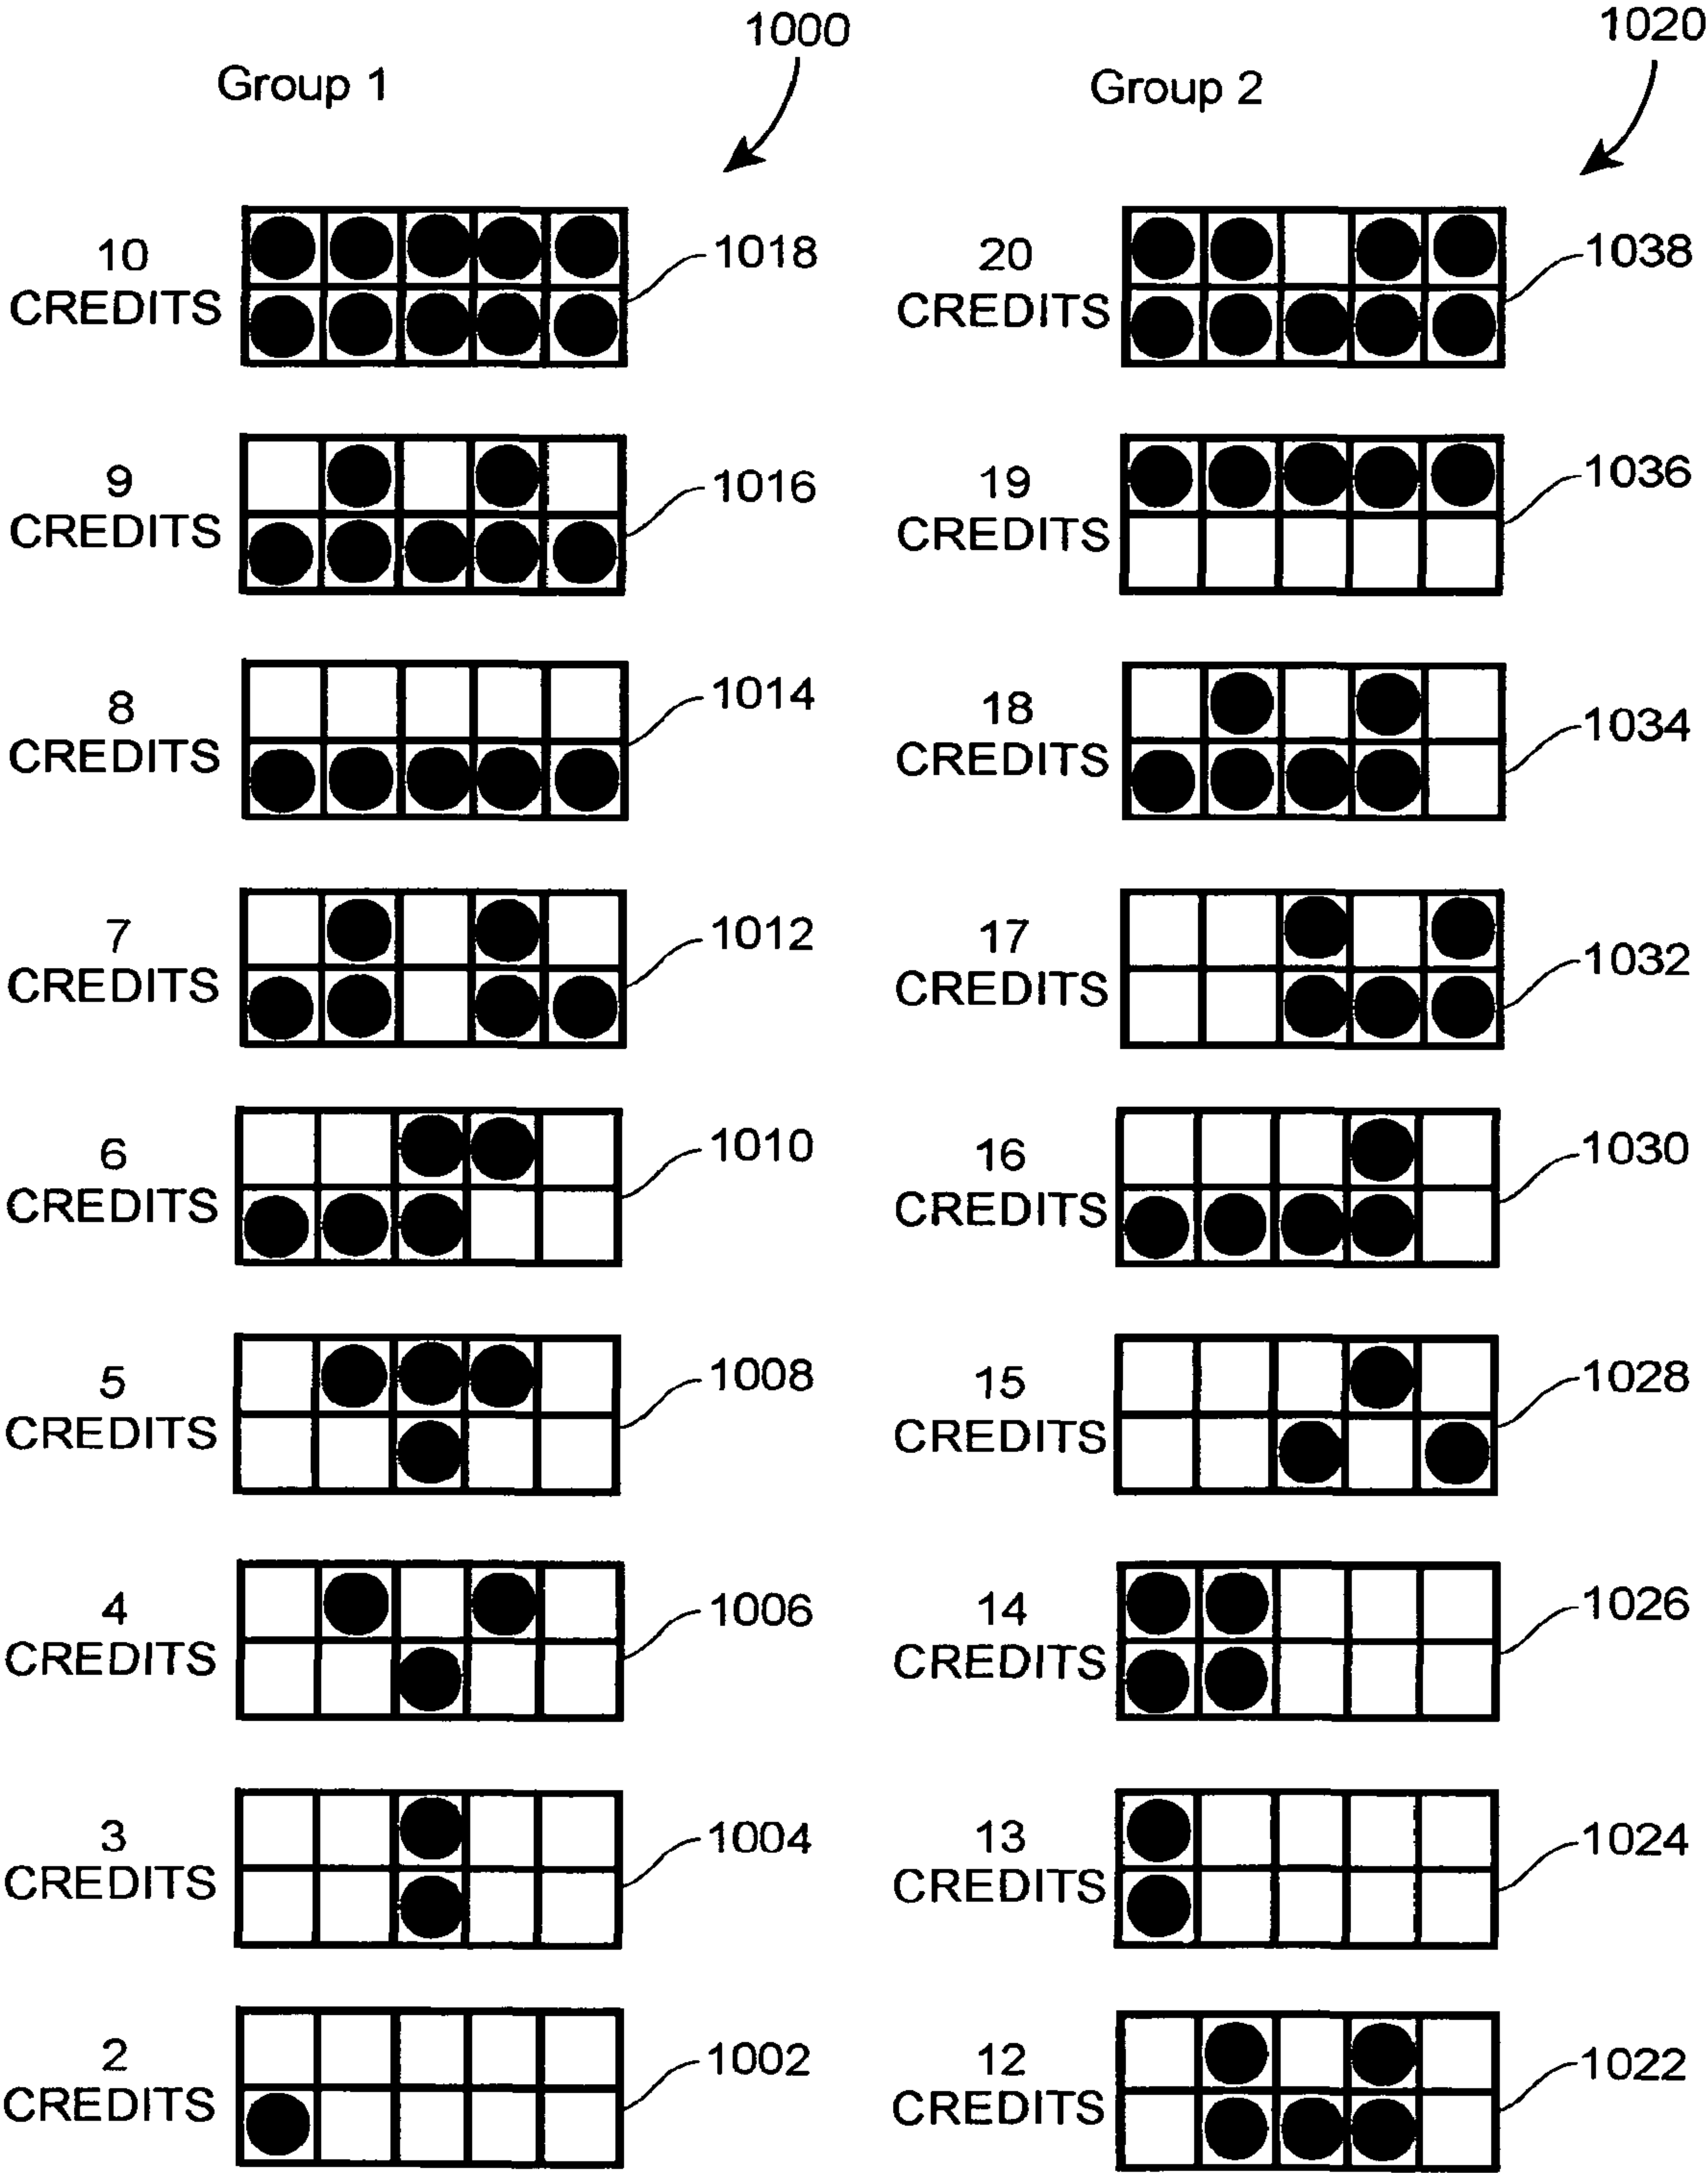 1000
1020
Group 1
Group 2
10
CREDITS
1018
20
CREDITS
1038
9
CREDITS
1016
19
CREDITS
1036
8
CREDITS
1014
18
CREDITS
1034
7
CREDITS
1012
17
CREDITS
1032
6
CREDITS
1010
16
CREDITS
1030
5
CREDITS
1008
15
CREDITS
1028
4
CREDITS
1006
14
CREDITS
1026
3
CREDITS
1004
13
CREDITS
1024
2
CREDITS
1002
12
CREDITS
1022